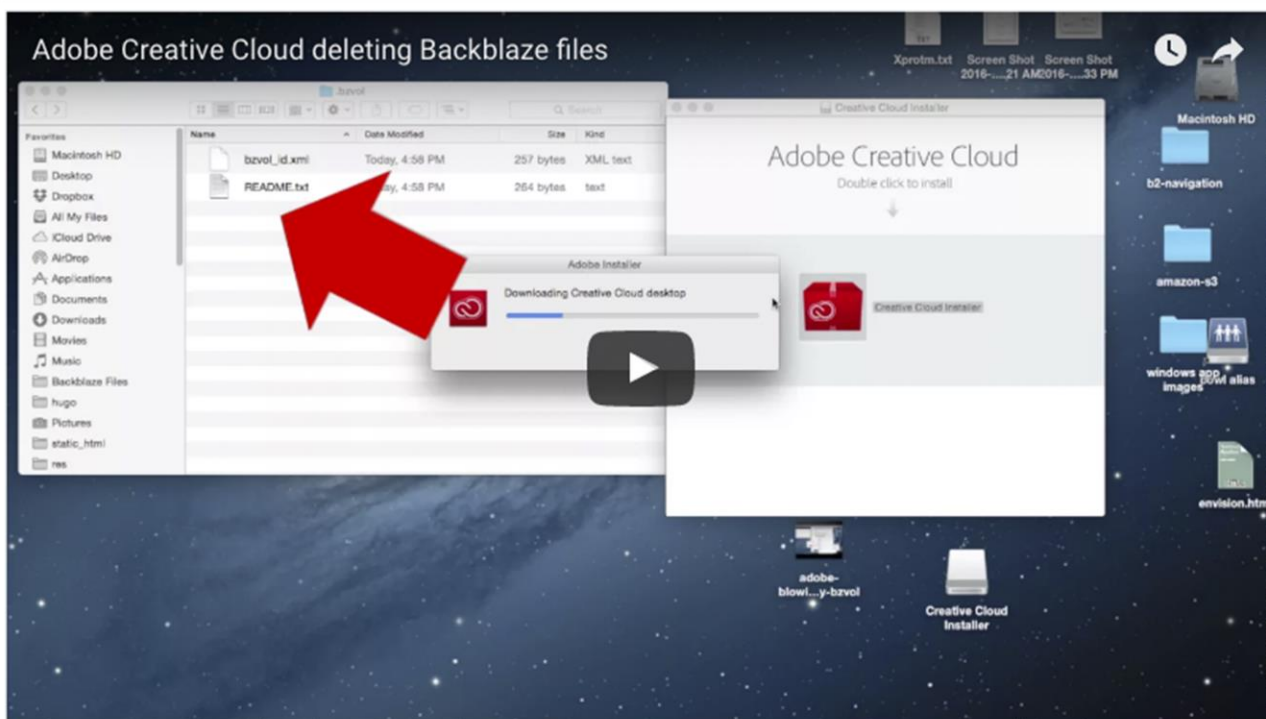 Adobe Creative Cloud deleting Backblaze files
Xprotm.txt
Screen Shot
2016-....21 AM
Screen Shot
2016-....33 PM
Macintosh HD
.bzvol
Search
Favorites
Macintosh HD
Desktop
Dropbox
All My Files
iCloud Drive
AirDrop
Applications
Documents
Downloads
Movies
Music
Backblaze Files
hugo
Pictures
static_html
res
Name
Date Modified
Size
Kind
bzvol_id.xml
Today, 4:58 PM
257 bytes
XML text
README.txt
ay, 4:58 PM
264 bytes
text
Creative Cloud Installer
Adobe Creative Cloud
Double click to install
Creative Cloud Installer
Adobe Installer
Downloading Creative Cloud desktop
b2-navigation
amazon-s3
windows app
images
bowl alias
envision.htm
adobe-
blowi...y-bzvol
Creative Cloud
Installer